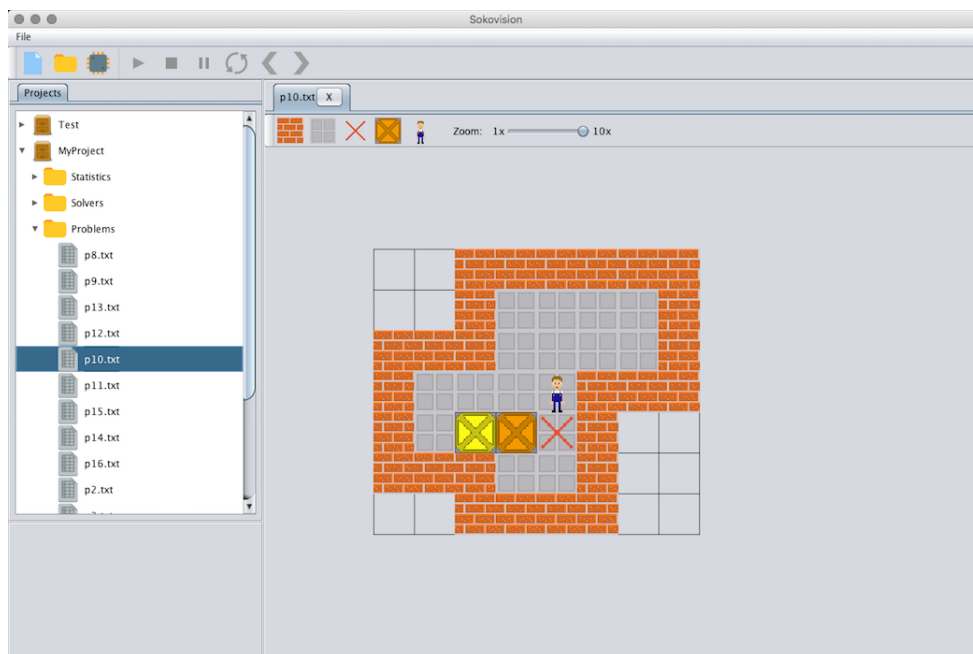 Sokovision
File
Projects
p10.txt X
Zoom: 1x 10x
Test
MyProject
Statistics
Solvers
Problems
p8.txt
p9.txt
p13.txt
p12.txt
p10.txt
p11.txt
p15.txt
p14.txt
p16.txt
p2.txt